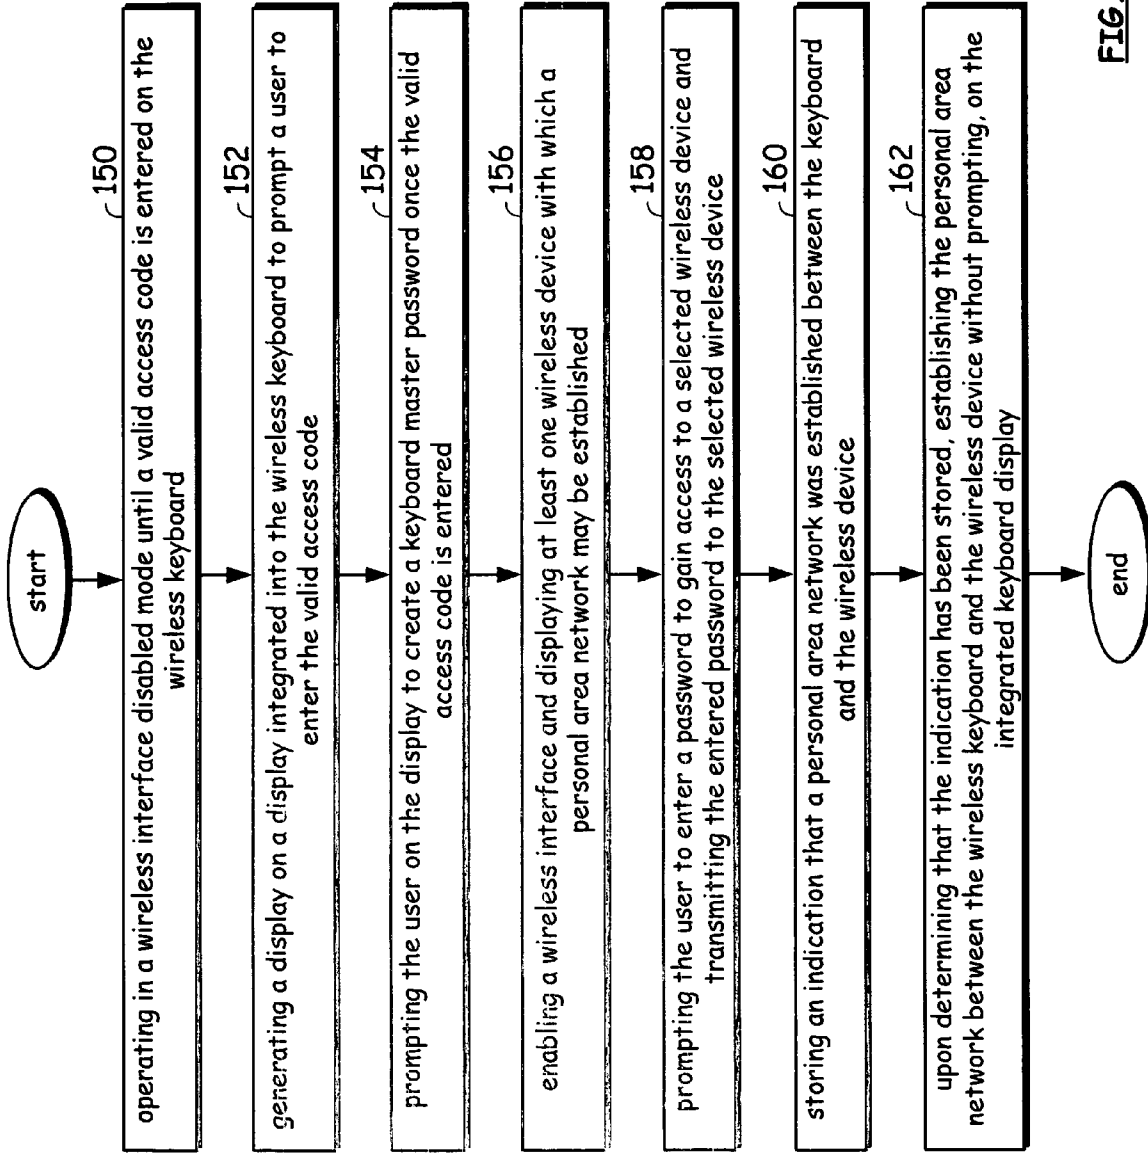 start
150
operating in a wireless interface disabled mode until a valid access code is entered on the
wireless keyboard
152
generating a display on a display integrated into the wireless keyboard to prompt a user to
enter the valid access code
154
prompting the user on the display to create a keyboard master password once the valid
access code is entered
156
enabling a wireless interface and displaying at least one wireless device with which a
personal area network may be established
158
prompting the user to enter a password to gain access to a selected wireless device and
transmitting the entered password to the selected wireless device
160
storing an indication that a personal area network was established between the keyboard
and the wireless device
162
upon determining that the indication has been stored, establishing the personal area
network between the wireless keyboard and the wireless device without prompting, on the
integrated keyboard display
end
FIG.